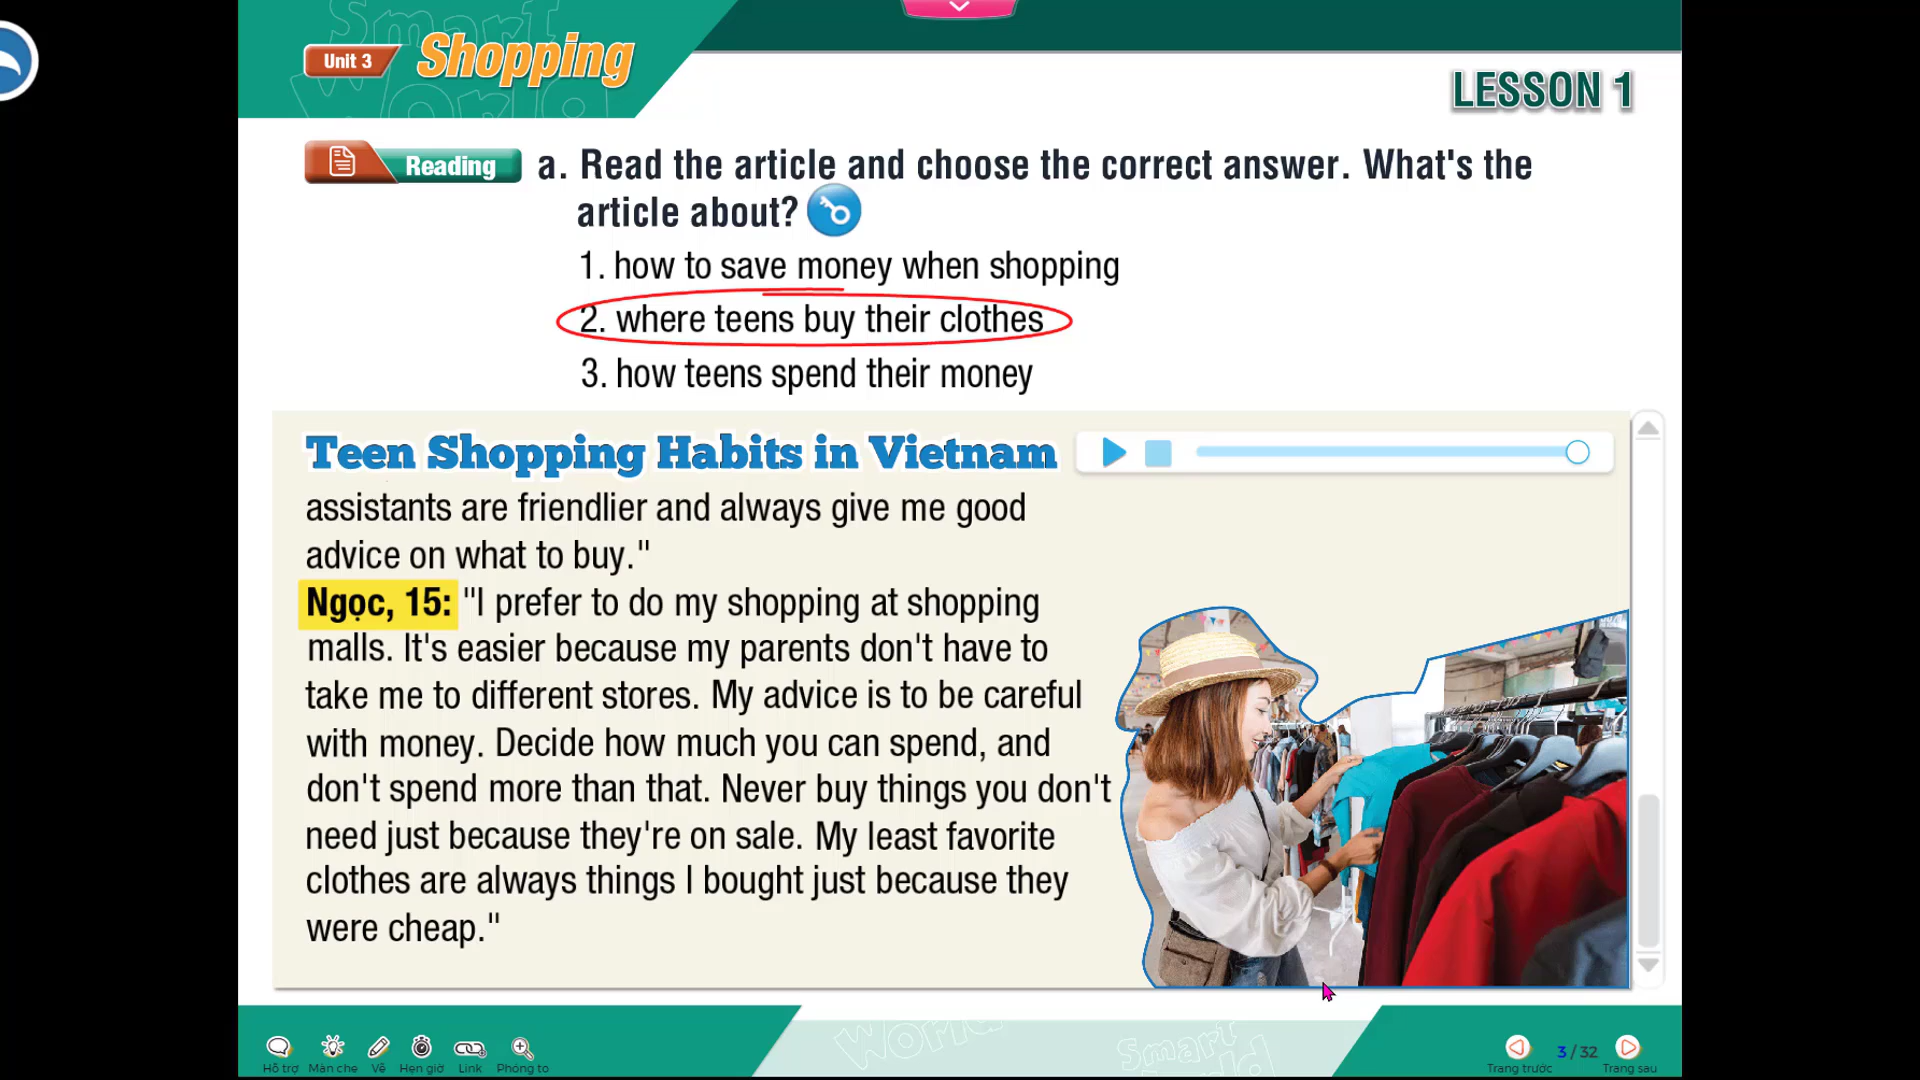 Unit 3
Shopping
LESSON 1
Reading
a. Read the article and choose the correct answer. What's the
article about?
1. how to save money when shopping
2. where teens buy their clothes
3. how teens spend their money
Teen Shopping Habits in Vietnam
assistants are friendlier and always give me good
advice on what to buy."
Ngọc, 15: "I prefer to do my shopping at shopping
malls. It's easier because my parents don't have to
take me to different stores. My advice is to be careful
with money. Decide how much you can spend, and
don't spend more than that. Never buy things you don't
need just because they're on sale. My least favorite
clothes are always things I bought just because they
were cheap."
Smart
World
World
Smart
World
Hỗ trợ
Màn che
Vẽ
Hẹn giờ
Link
Phóng to
Trang trước
3 / 32
Trang sau